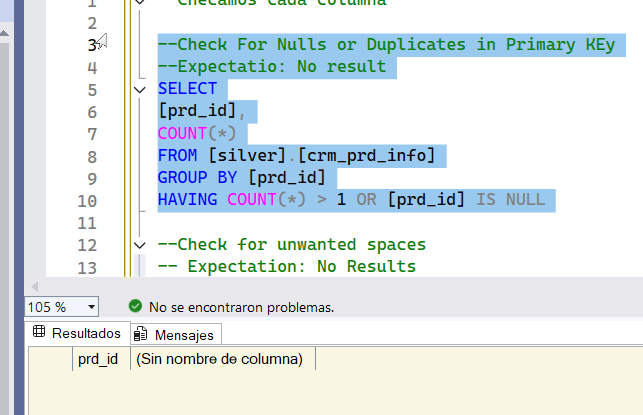 1 Checamos cada columna
2
3 --Check For Nulls or Duplicates in Primary KEy
4 --Expectatio: No result
5 SELECT
6 [prd_id],
7 COUNT(*)
8 FROM [silver].[crm_prd_info]
9 GROUP BY [prd_id]
10 HAVING COUNT(*) > 1 OR [prd_id] IS NULL
11
12 --Check for unwanted spaces
13 -- Expectation: No Results
105 % No se encontraron problemas.
Resultados Mensajes
prd_id (Sin nombre de columna)